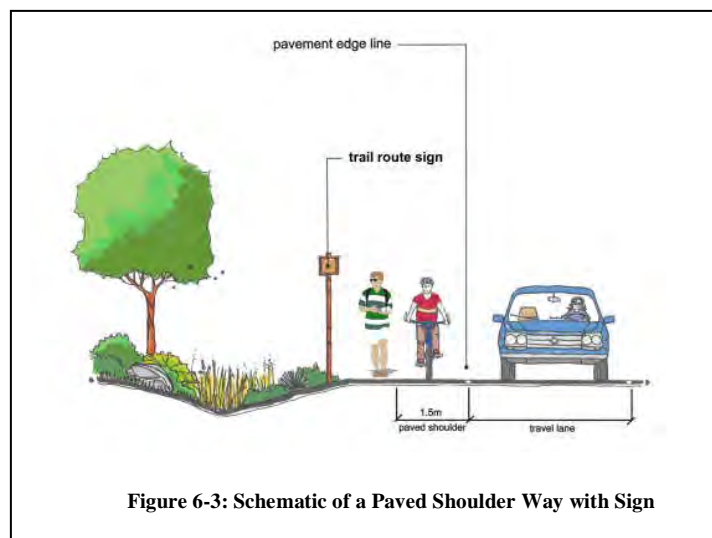 pavement edge line
trail route sign
1.5m
paved shoulder
travel lane
Figure 6-3: Schematic of a Paved Shoulder Way with Sign